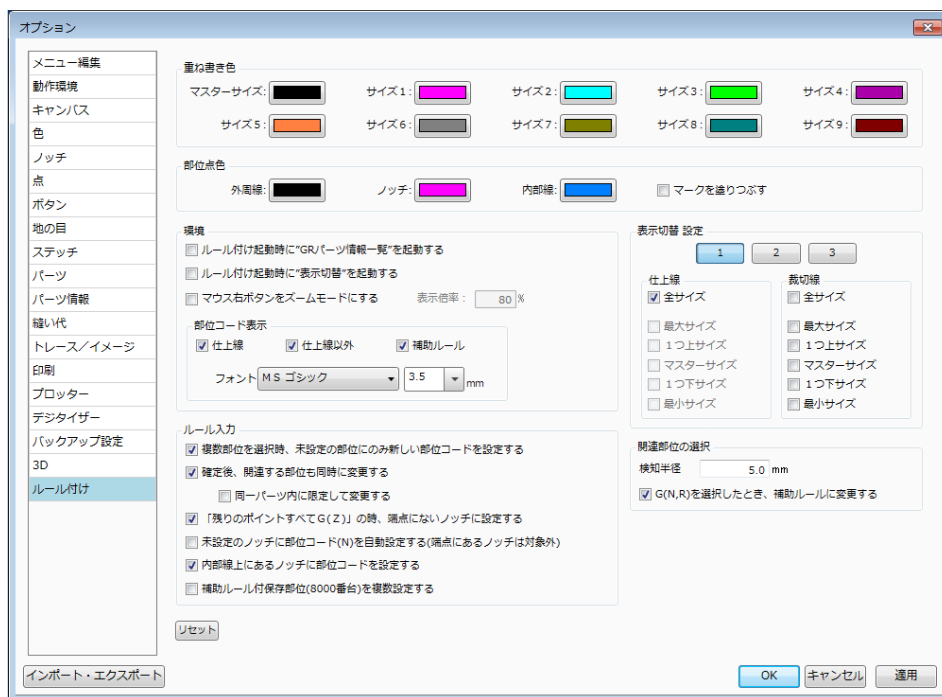 オプション
メニュー編集
動作環境
キャンバス
色
ノッチ
点
ボタン
地の目
ステッチ
パーツ
パーツ情報
縫い代
トレース／イメージ
印刷
プロッター
デジタイザー
バックアップ設定
3D
ルール付け
重ね書き色
マスターサイズ: サイズ1: サイズ2: サイズ3: サイズ4:
サイズ5: サイズ6: サイズ7: サイズ8: サイズ9:
部位点色
外周線: ノッチ: 内部線: マークを塗りつぶす
環境
ルール付け起動時に"GRパーツ情報一覧"を起動する
ルール付け起動時に"表示切替"を起動する
マウス右ボタンをズームモードにする 表示倍率： 80 %
部位コード表示
仕上線 仕上線以外 補助ルール
フォント ＭＳ ゴシック 3.5 mm
ルール入力
複数部位を選択時、未設定の部位にのみ新しい部位コードを設定する
確定後、関連する部位も同時に変更する
同一パーツ内に限定して変更する
「残りのポイントすべてG(Z)」の時、端点にないノッチに設定する
未設定のノッチに部位コード(N)を自動設定する(端点にあるノッチは対象外)
内部線上にあるノッチに部位コードを設定する
補助ルール付保存部位(8000番台)を複数設定する
表示切替 設定
1 2 3
仕上線
全サイズ
最大サイズ
１つ上サイズ
マスターサイズ
１つ下サイズ
最小サイズ
裁切線
全サイズ
最大サイズ
１つ上サイズ
マスターサイズ
１つ下サイズ
最小サイズ
関連部位の選択
検知半径 5.0 mm
G(N,R)を選択したとき、補助ルールに変更する
リセット
インポート・エクスポート OK キャンセル 適用